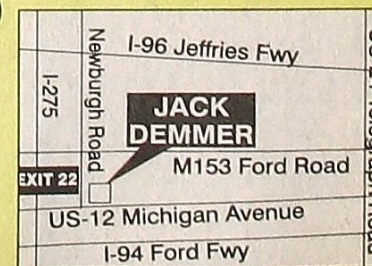 I-96 Jeffries Fwy
I-275
Newburgh Road
JACK
DEMMER
M153 Ford Road
EXIT 22
US-12 Michigan Avenue
I-94 Ford Fwy